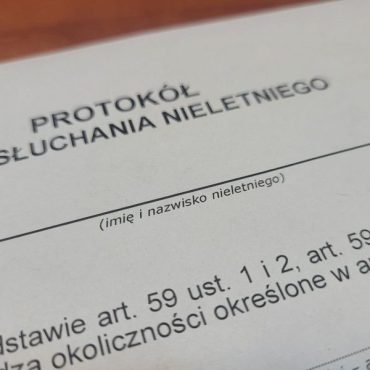 PROTOKÓŁ
SŁUCHANIA NIELETNIEGO
(imię i nazwisko nieletniego)
dstawie art. 59 ust. 1 i 2, art. 59
dza okoliczności określone w a